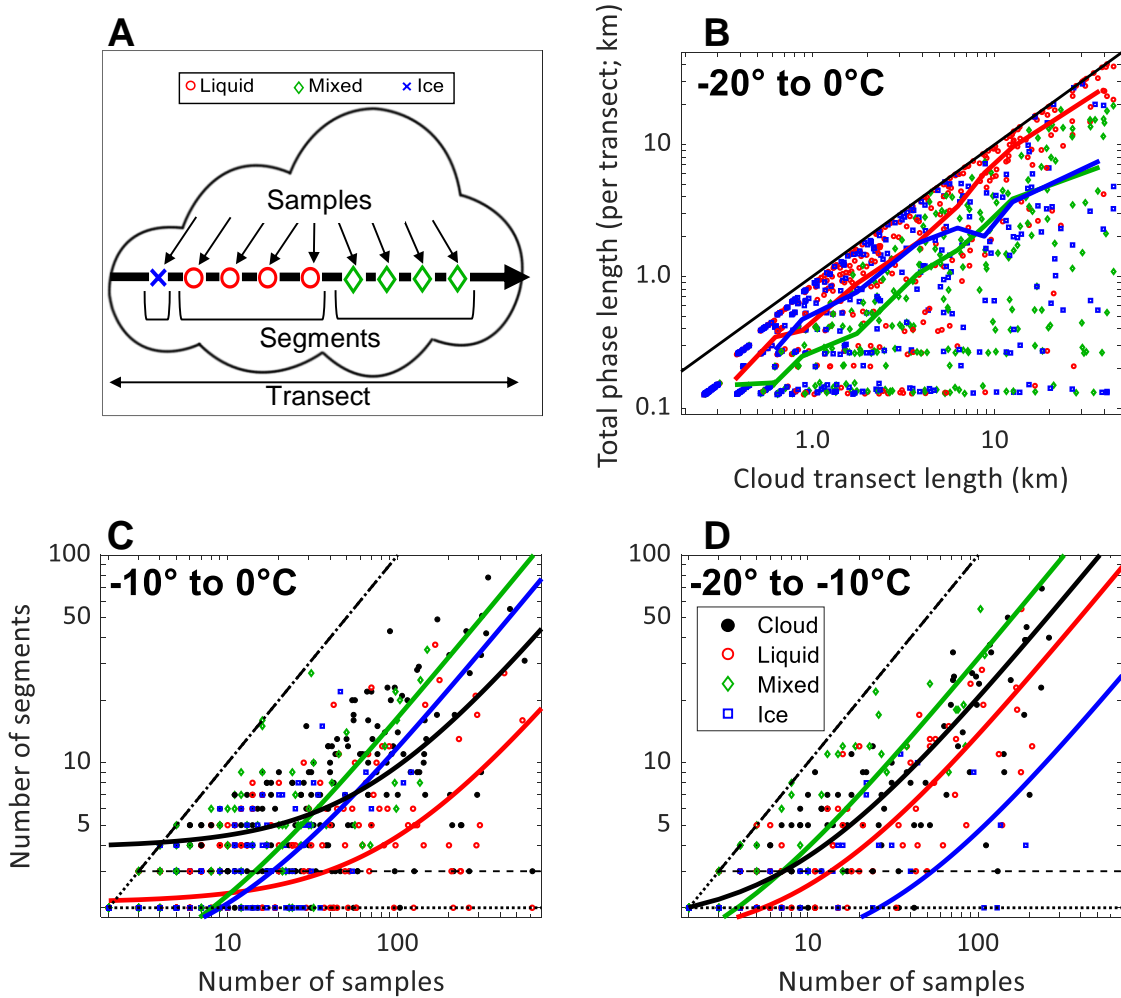 A
Liquid Mixed Ice
Samples
Segments
Transect
B
-20° to 0°C
Total phase length (per transect; km)
10
1.0
0.1
1.0 10
Cloud transect length (km)
C
-10° to 0°C
Number of segments
100
50
10
5
10 100
Number of samples
D
-20° to -10°C
Cloud
Liquid
Mixed
Ice
100
50
10
5
10 100
Number of samples